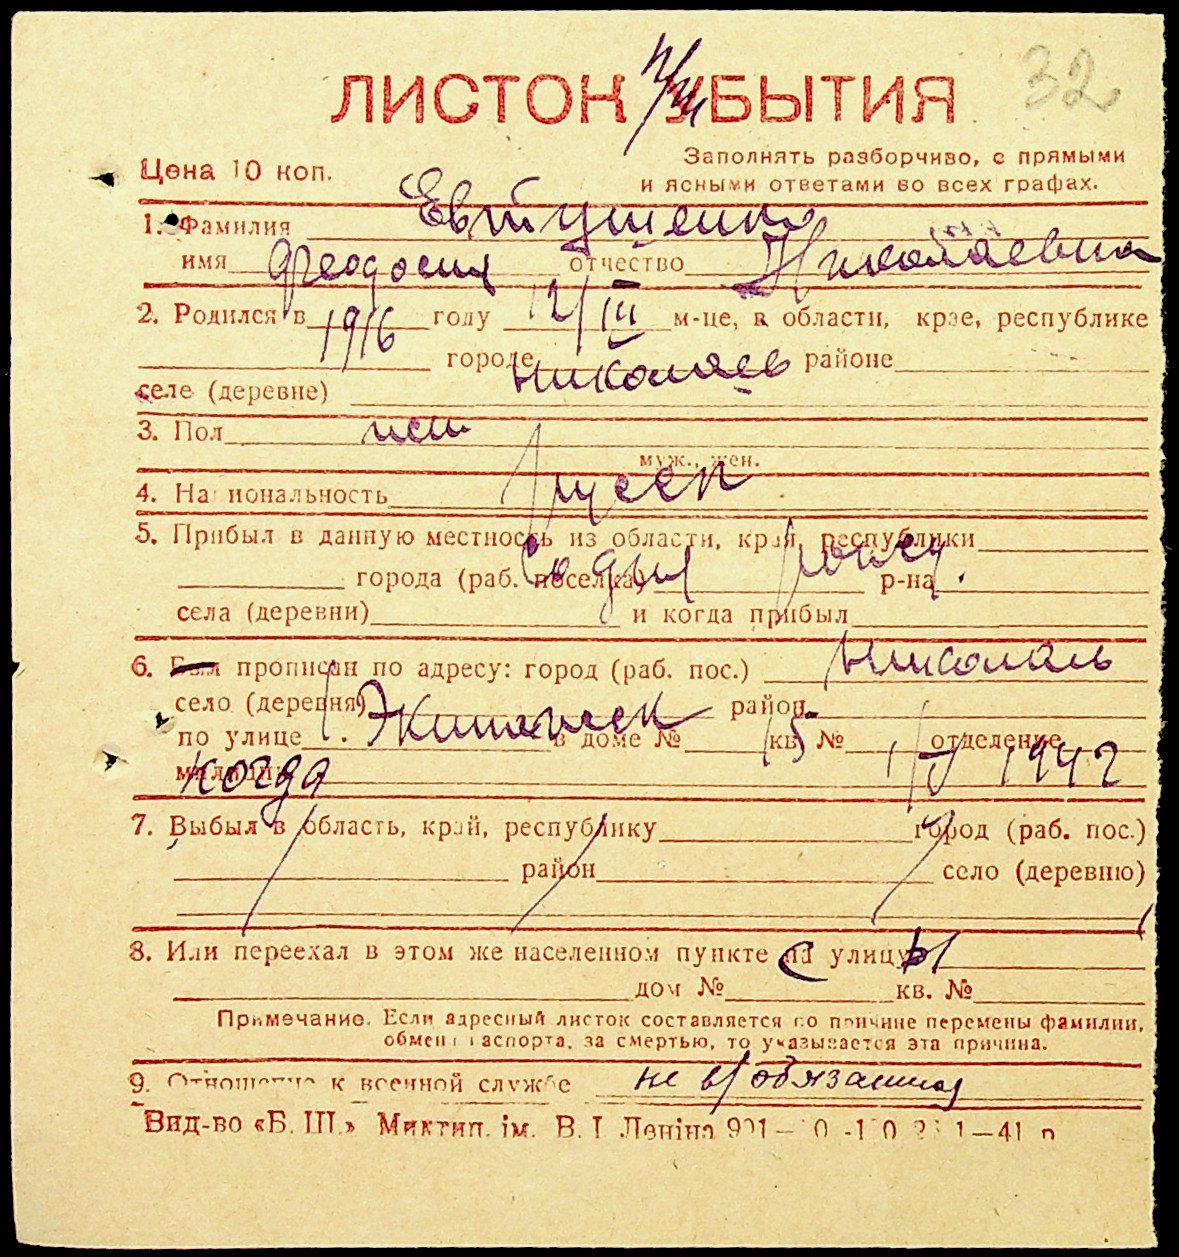 ЛИСТОК УБЫТИЯ 32
Цена 10 коп.
Заполнять разборчиво, с прямыми
и ясными ответами во всех графах.
1. Фамилия Евтушенко
имя Феодосия отчество Николаевна
2. Родился в 1916 году 12/III м-це, в области, крае, республике
городе Николаев районе
селе (деревне)
3. Пол жен
муж., жен.
4. Национальность русск
5. Прибыл в данную местность из области, края, республики
города (раб. поселка) р-на
села (деревни) и когда прибыл
6. Был прописан по адресу: город (раб. пос.) Николаев
село (деревня) район
по улице в доме № 15 кв. № отделение
милиции когда 1/V 1942
7. Выбыл в область, край, республику город (раб. пос.)
район село (деревню)
8. Или переехал в этом же населенном пункте на с улицу ы
дом № кв. №
Примечание. Если адресный листок составляется по причине перемены фамилии,
обмена паспорта, за смертью, то указывается эта причина.
9. Отношение к военной службе не в/обязанная
Вид-во «Б. Ш.» Миктип. ім. В. І Леніна